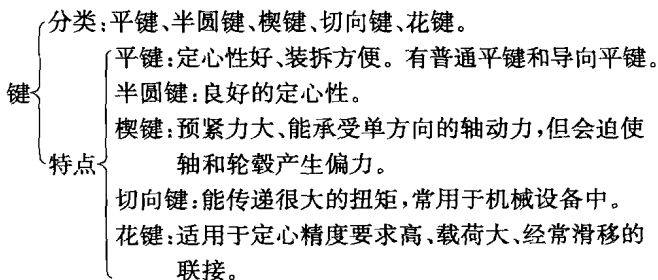 分类:平键、半圆键、楔键、切向键、花键。
平键:定心性好、装拆方便。有普通平键和导向平键。
键
半圆键:良好的定心性。
楔键:预紧力大、能承受单方向的轴动力,但会迫使
轴和轮毂产生偏力。
特点
切向键:能传递很大的扭矩,常用于机械设备中。
花键:适用于定心精度要求高、载荷大、经常滑移的
联接。